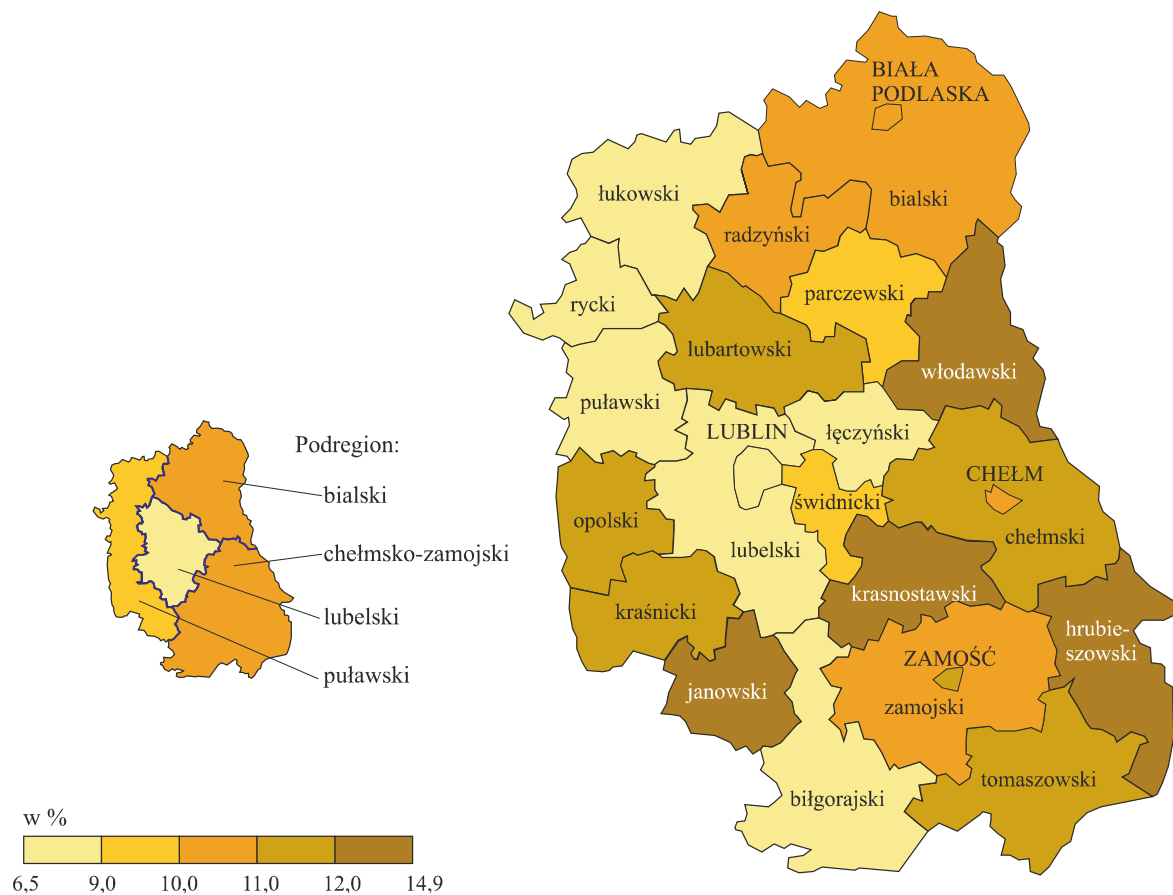 BIAŁA
PODLASKA
łukowski
bialski
radzyński
parczewski
rycki
lubartowski
włodawski
puławski
LUBLIN
łęczyński
Podregion:
bialski
CHEŁM
świdnicki
opolski
chełmski
chełmsko-zamojski
lubelski
krasnostawski
kraśnicki
lubelski
hrubie-
szowski
ZAMOŚĆ
puławski
janowski
zamojski
tomaszowski
biłgorajski
w %
6,5 9,0 10,0 11,0 12,0 14,9